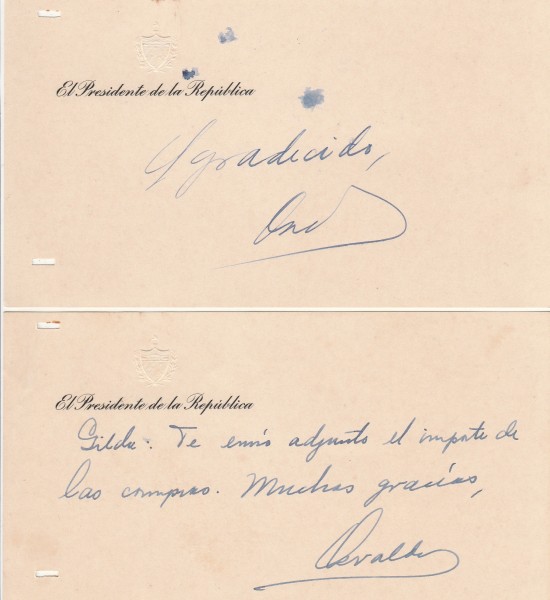 El Presidente de la República
Agradecido,
El Presidente de la República
Gilda: Te envío adjunto el importe de
las compras. Muchas gracias,
Osvaldo